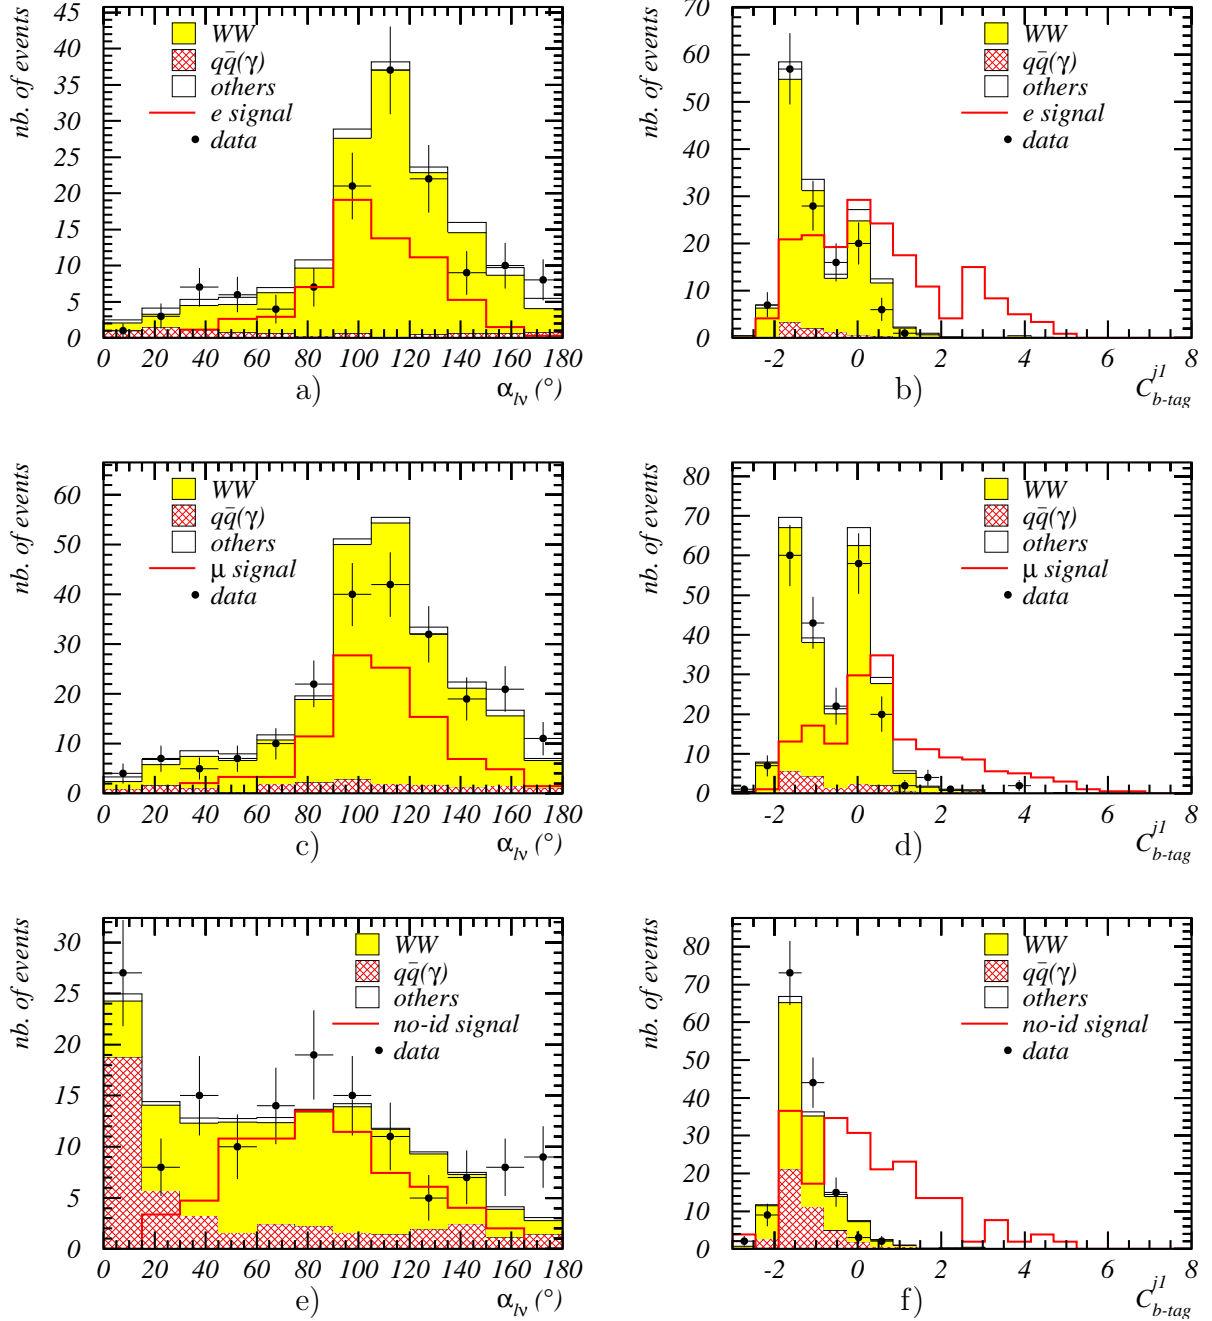 nb. of events
45
40
35
30
25
20
15
10
5
0
WW
qq̄(γ)
others
e signal
data
0 20 40 60 80 100 120 140 160 180
α_lν (°)
a)
nb. of events
70
60
50
40
30
20
10
0
WW
qq̄(γ)
others
e signal
data
-2 0 2 4 6 8
C_b-tag^j1
b)
nb. of events
60
50
40
30
20
10
0
WW
qq̄(γ)
others
μ signal
data
0 20 40 60 80 100 120 140 160 180
α_lν (°)
c)
nb. of events
80
70
60
50
40
30
20
10
0
WW
qq̄(γ)
others
μ signal
data
-2 0 2 4 6 8
C_b-tag^j1
d)
nb. of events
30
25
20
15
10
5
0
WW
qq̄(γ)
others
no-id signal
data
0 20 40 60 80 100 120 140 160 180
α_lν (°)
e)
nb. of events
80
70
60
50
40
30
20
10
0
WW
qq̄(γ)
others
no-id signal
data
-2 0 2 4 6 8
C_b-tag^j1
f)